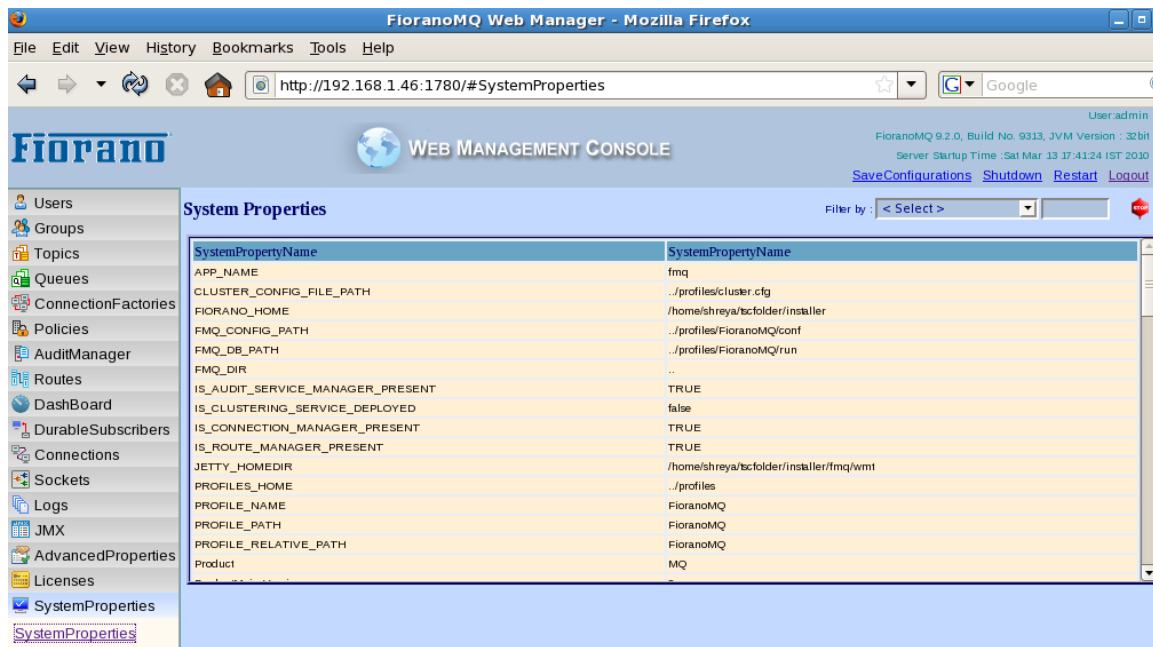 FioranoMQ Web Manager - Mozilla Firefox
File Edit View History Bookmarks Tools Help
http://192.168.1.46:1780/#SystemProperties
G Google
User:admin
Fiorano
WEB MANAGEMENT CONSOLE
FioranoMQ 9.2.0, Build No. 9313, JVM Version : 32bit
Server Startup Time :Sat Mar 13 17:41:24 IST 2010
SaveConfigurations Shutdown Restart Logout
Users
Groups
Topics
Queues
ConnectionFactories
Policies
AuditManager
Routes
DashBoard
DurableSubscribers
Connections
Sockets
Logs
JMX
AdvancedProperties
Licenses
SystemProperties
SystemProperties
System Properties
Filter by : < Select >
STOP
SystemPropertyName SystemPropertyName
APP_NAME fmq
CLUSTER_CONFIG_FILE_PATH ../profiles/cluster.cfg
FIORANO_HOME /home/shreya/tscfolder/installer
FMQ_CONFIG_PATH ../profiles/FioranoMQ/conf
FMQ_DB_PATH ../profiles/FioranoMQ/run
FMQ_DIR ..
IS_AUDIT_SERVICE_MANAGER_PRESENT TRUE
IS_CLUSTERING_SERVICE_DEPLOYED false
IS_CONNECTION_MANAGER_PRESENT TRUE
IS_ROUTE_MANAGER_PRESENT TRUE
JETTY_HOMEDIR /home/shreya/tscfolder/installer/fmq/wmt
PROFILES_HOME ../profiles
PROFILE_NAME FioranoMQ
PROFILE_PATH FioranoMQ
PROFILE_RELATIVE_PATH FioranoMQ
Product MQ